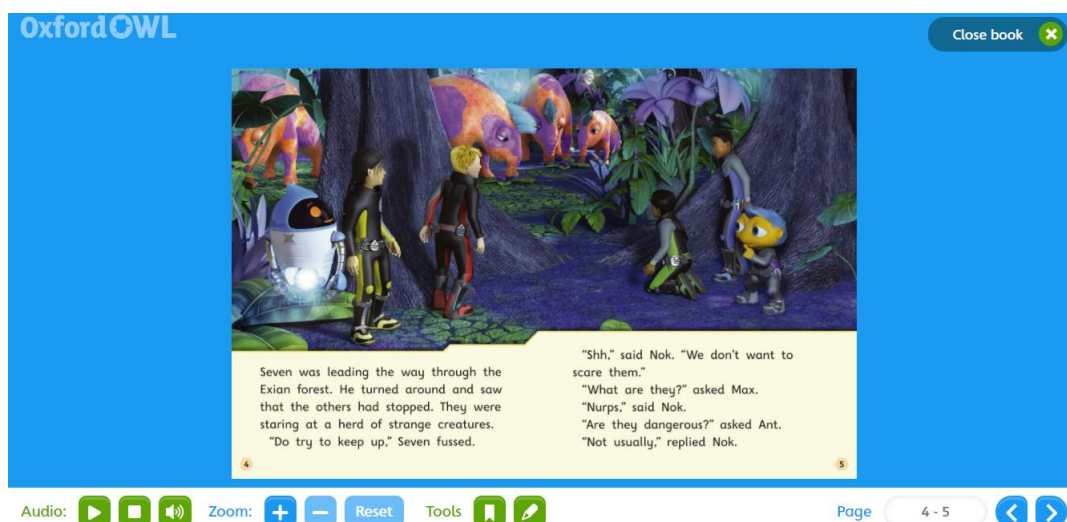 Oxford OWL
Close book
Seven was leading the way through the
Exian forest. He turned around and saw
that the others had stopped. They were
staring at a herd of strange creatures.
"Do try to keep up," Seven fussed.
4
"Shh," said Nok. "We don't want to
scare them."
"What are they?" asked Max.
"Nurps," said Nok.
"Are they dangerous?" asked Ant.
"Not usually," replied Nok.
5
Audio: Zoom: + − Reset Tools Page 4 - 5